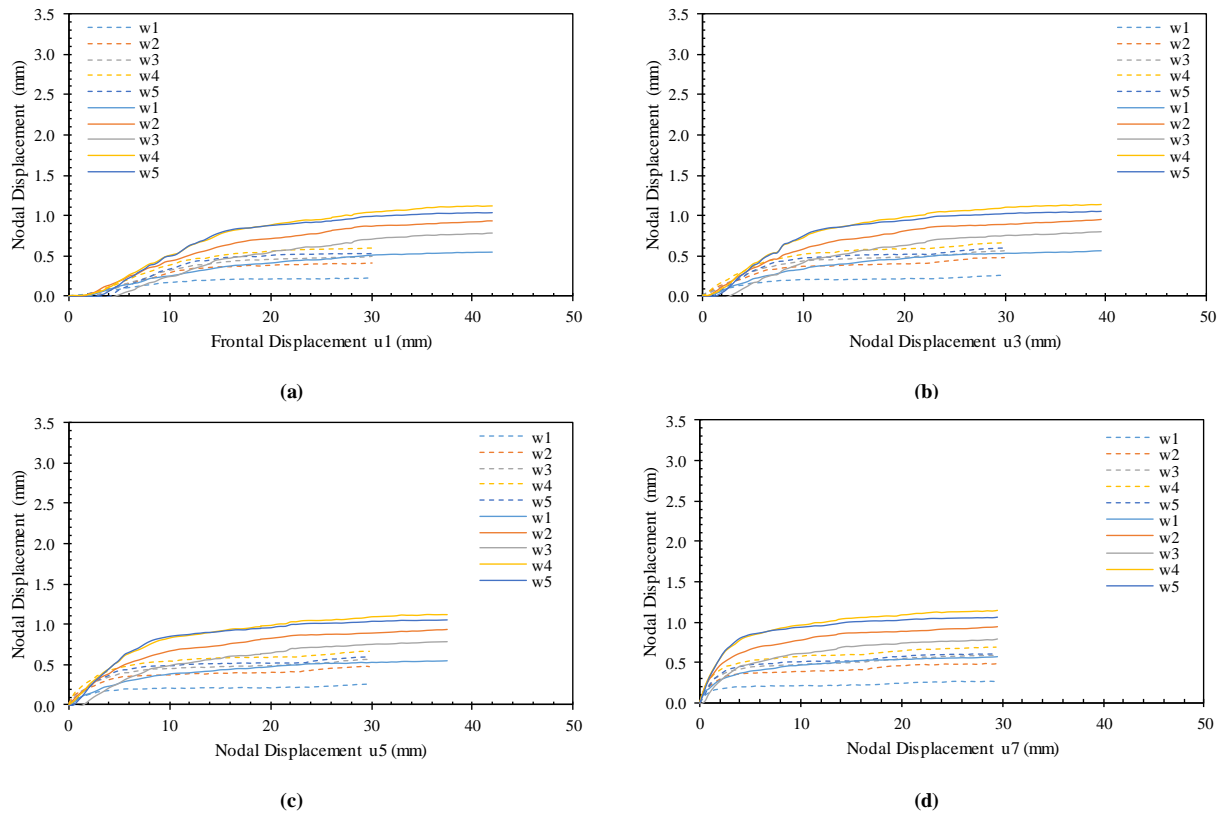 3.5
3.0
2.5
2.0
1.5
1.0
0.5
0.0
Nodal Displacement (mm)
w1
w2
w3
w4
w5
w1
w2
w3
w4
w5
0 10 20 30 40 50
Frontal Displacement u1 (mm)
(a)
3.5
3.0
2.5
2.0
1.5
1.0
0.5
0.0
Nodal Displacement (mm)
w1
w2
w3
w4
w5
w1
w2
w3
w4
w5
0 10 20 30 40 50
Nodal Displacement u3 (mm)
(b)
3.5
3.0
2.5
2.0
1.5
1.0
0.5
0.0
Nodal Displacement (mm)
w1
w2
w3
w4
w5
w1
w2
w3
w4
w5
0 10 20 30 40 50
Nodal Displacement u5 (mm)
(c)
3.5
3.0
2.5
2.0
1.5
1.0
0.5
0.0
Nodal Displacement (mm)
w1
w2
w3
w4
w5
w1
w2
w3
w4
w5
0 10 20 30 40 50
Nodal Displacement u7 (mm)
(d)